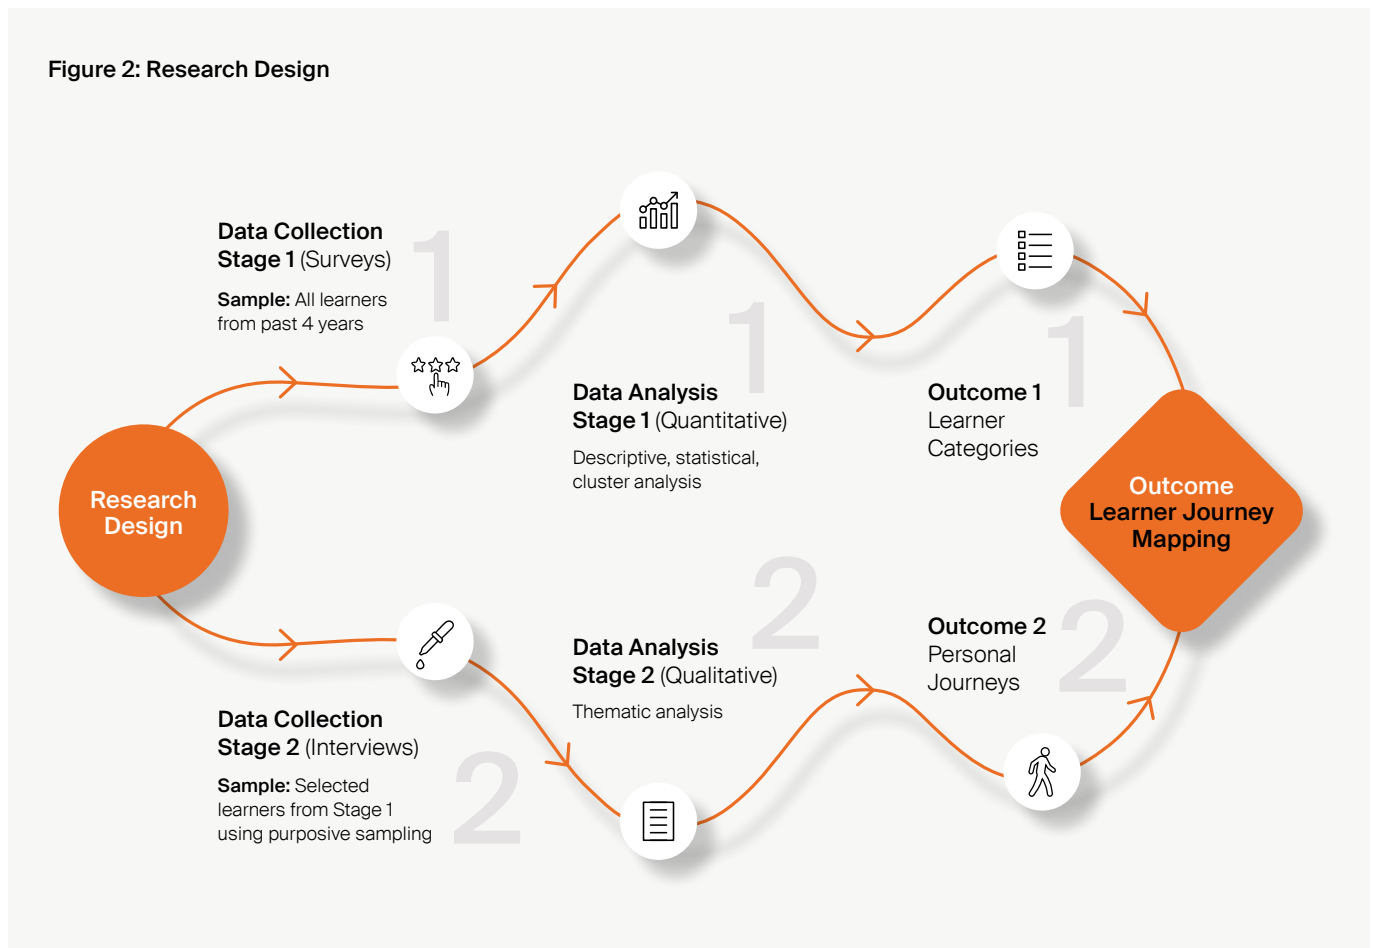 Figure 2: Research Design
Data Collection
Stage 1 (Surveys)
Sample: All learners
from past 4 years
1
Data Analysis
Stage 1 (Quantitative)
Descriptive, statistical,
cluster analysis
1
Outcome 1
Learner
Categories
1
Research
Design
Outcome
Learner Journey
Mapping
Data Collection
Stage 2 (Interviews)
Sample: Selected
learners from Stage 1
using purposive sampling
2
Data Analysis
Stage 2 (Qualitative)
Thematic analysis
2
Outcome 2
Personal
Journeys
2